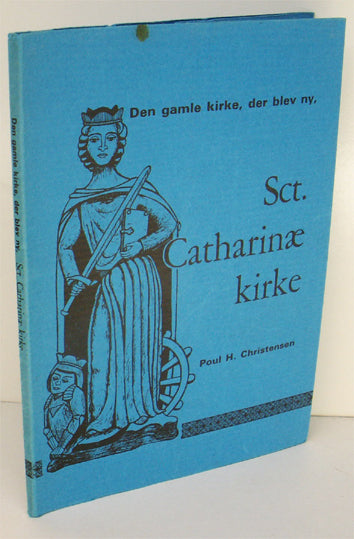 Den gamle kirke, der blev ny,
Sct.
Catharinæ
kirke
Poul H. Christensen
Den gamle kirke, der blev ny, Sct. Catharinæ kirke